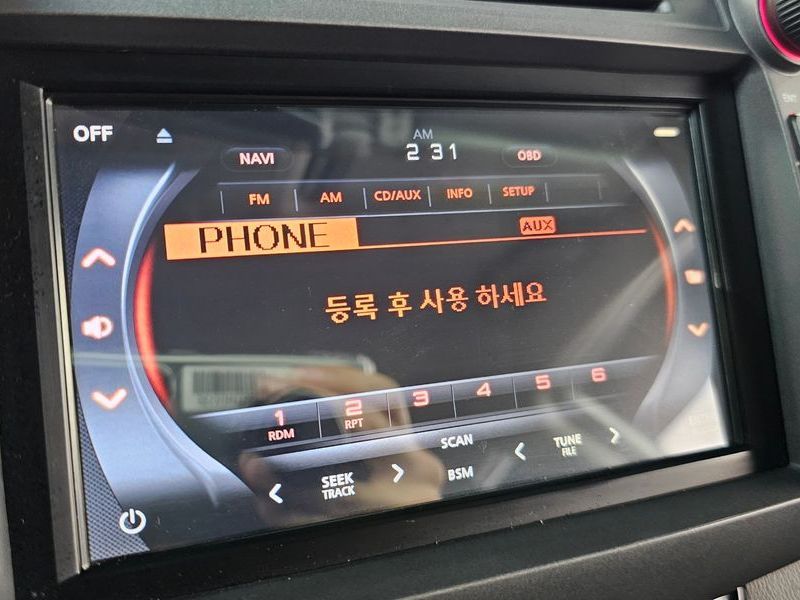 OFF
AM
2 31
NAVI
OBD
FM AM CD/AUX INFO SETUP
PHONE
AUX
등록 후 사용 하세요
1 2 3 4 5 6
RDM RPT
SCAN
SEEK
TRACK
BSM
TUNE
FILE